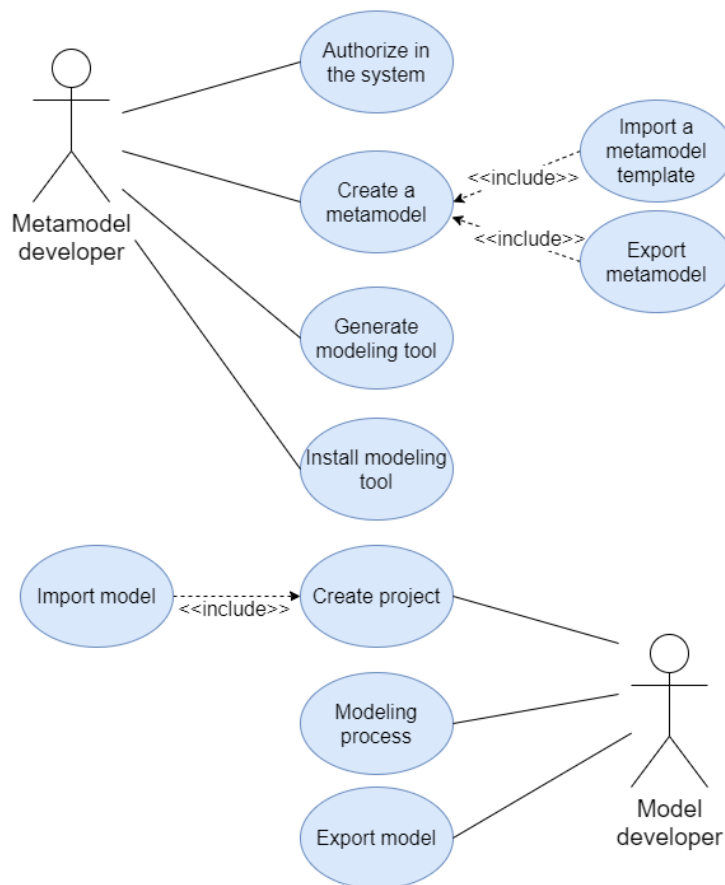 Authorize in
the system
Import a
metamodel
template
<<include>>
Create a
metamodel
Metamodel
developer
<<include>>
Export
metamodel
Generate
modeling tool
Install modeling
tool
Import model
<<include>>
Create project
Modeling
process
Model
developer
Export model